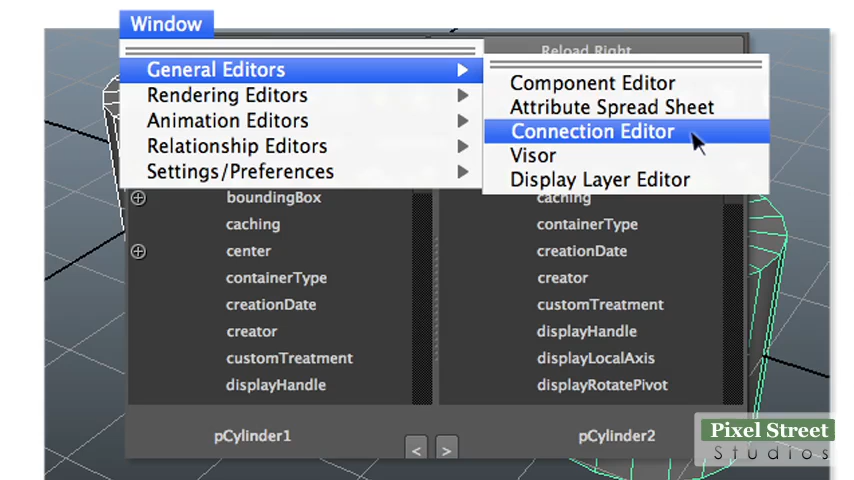 Window
General Editors
Rendering Editors
Animation Editors
Relationship Editors
Settings/Preferences
Reload Right
Component Editor
Attribute Spread Sheet
Connection Editor
Visor
Display Layer Editor
boundingBox
caching
center
containerType
creationDate
creator
customTreatment
displayHandle
pCylinder1
caching
containerType
creationDate
creator
customTreatment
displayHandle
displayLocalAxis
displayRotatePivot
pCylinder2
< >
Pixel Street
Studios